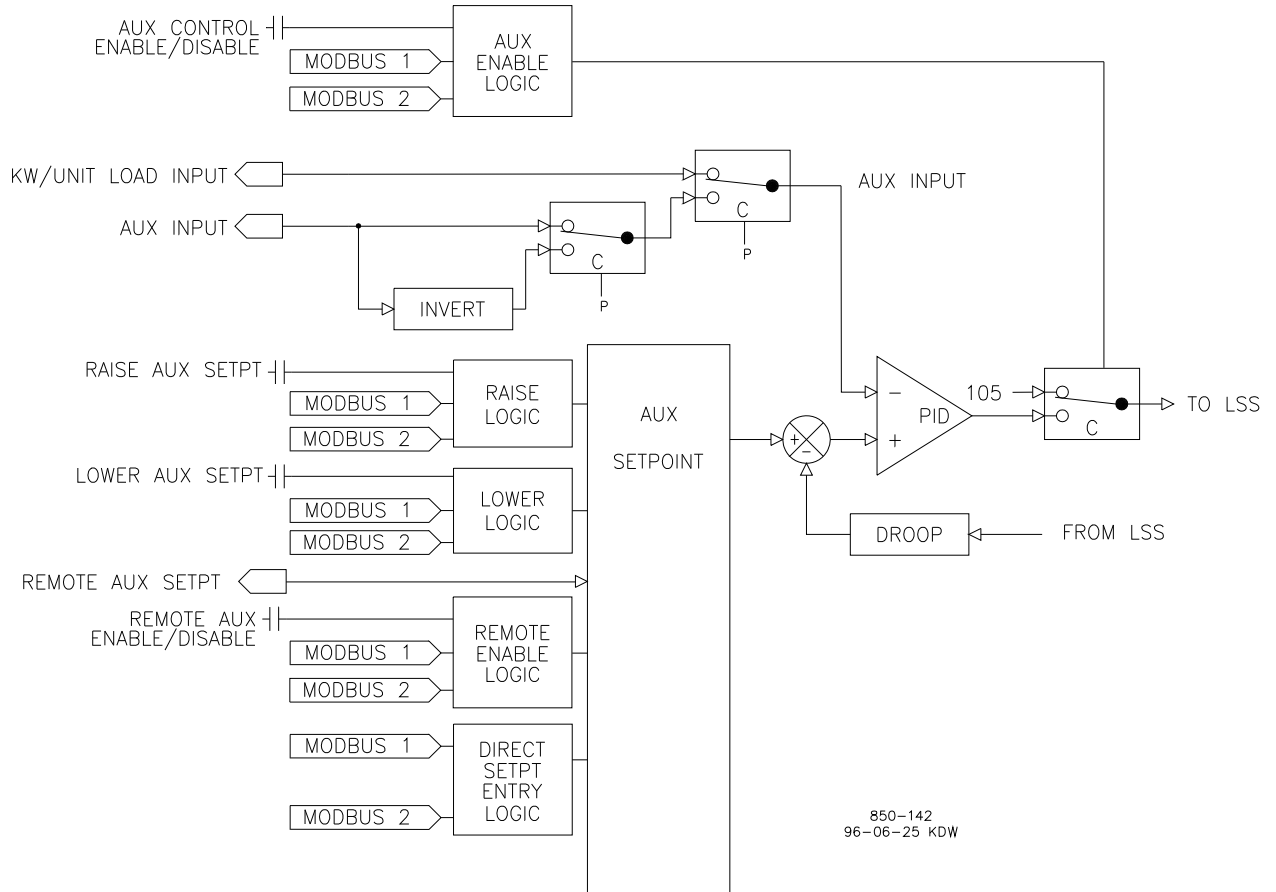 AUX CONTROL
ENABLE/DISABLE
MODBUS 1
MODBUS 2
AUX
ENABLE
LOGIC
KW/UNIT LOAD INPUT
AUX INPUT
INVERT
C
P
C
P
AUX INPUT
RAISE AUX SETPT
MODBUS 1
MODBUS 2
RAISE
LOGIC
LOWER AUX SETPT
MODBUS 1
MODBUS 2
LOWER
LOGIC
REMOTE AUX SETPT
REMOTE AUX
ENABLE/DISABLE
MODBUS 1
MODBUS 2
REMOTE
ENABLE
LOGIC
MODBUS 1
MODBUS 2
DIRECT
SETPT
ENTRY
LOGIC
AUX
SETPOINT
+
-
-
PID
+
105
C
TO LSS
DROOP
FROM LSS
850-142
96-06-25 KDW